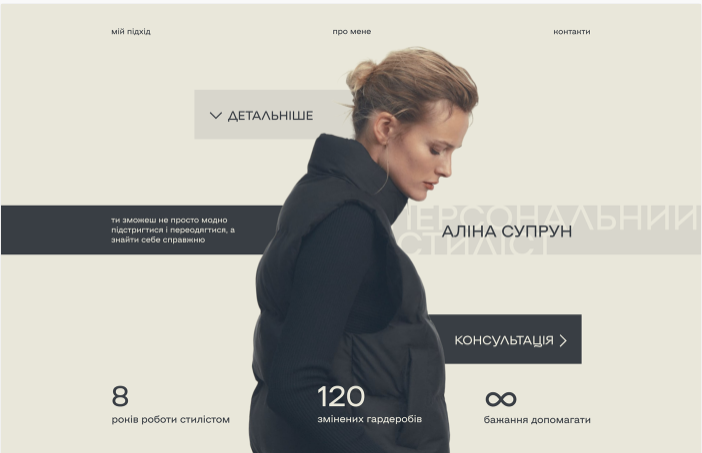 мій підхід
про мене
контакти
ДЕТАЛЬНІШЕ
ти зможеш не просто модно
підстригтися і переодягтися, а
знайти себе справжню
ПЕРСОНАЛЬНИЙ
СТИЛІСТ
АЛІНА СУПРУН
КОНСУЛЬТАЦІЯ
8
років роботи стилістом
120
змінених гардеробів
∞
бажання допомагати